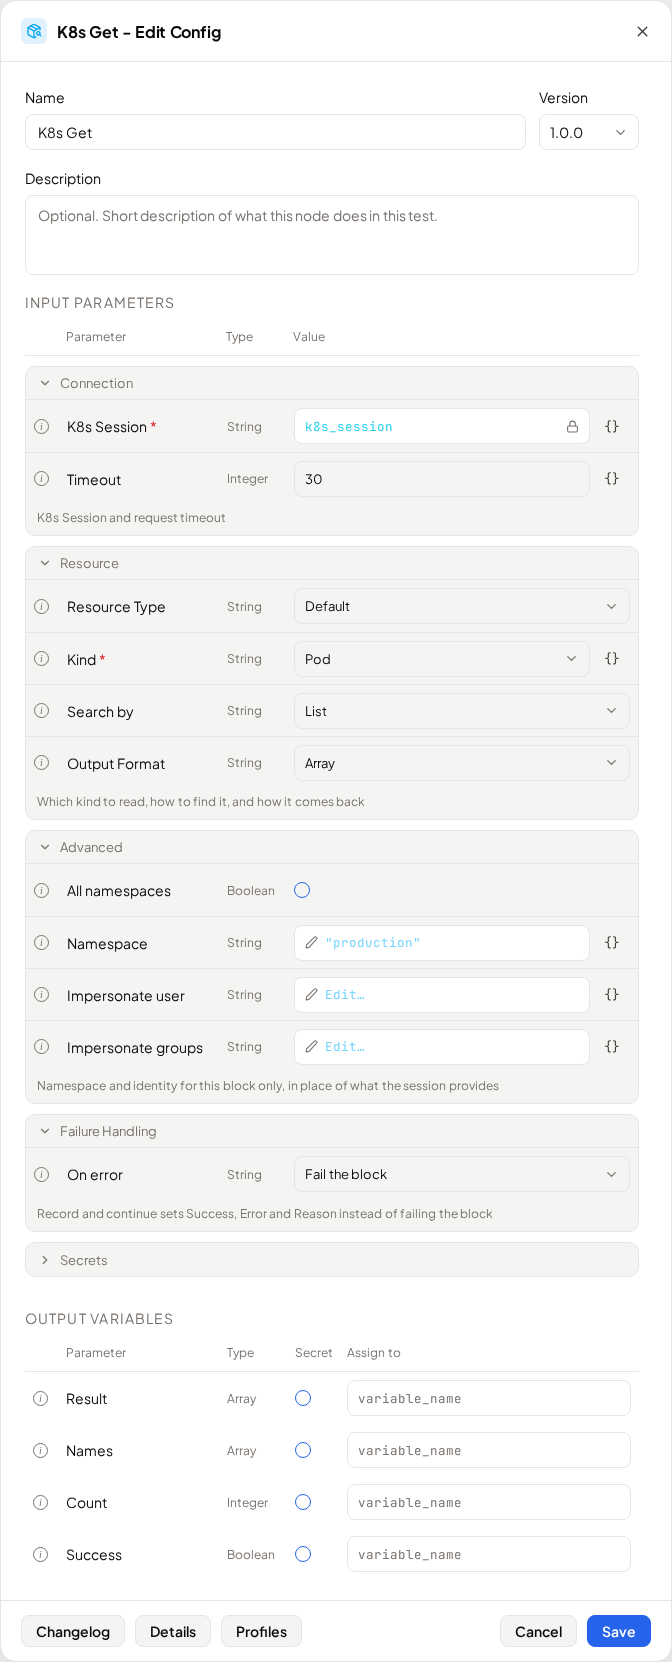 K8s Get - Edit Config
Name
Version
K8s Get
1.0.0
Description
Optional. Short description of what this node does in this test.
INPUT PARAMETERS
Parameter Type Value
Connection
K8s Session * String k8s_session {}
Timeout Integer 30 {}
K8s Session and request timeout
Resource
Resource Type String Default
Kind * String Pod {}
Search by String List
Output Format String Array
Which kind to read, how to find it, and how it comes back
Advanced
All namespaces Boolean
Namespace String "production" {}
Impersonate user String Edit… {}
Impersonate groups String Edit… {}
Namespace and identity for this block only, in place of what the session provides
Failure Handling
On error String Fail the block
Record and continue sets Success, Error and Reason instead of failing the block
Secrets
OUTPUT VARIABLES
Parameter Type Secret Assign to
Result Array variable_name
Names Array variable_name
Count Integer variable_name
Success Boolean variable_name
Changelog Details Profiles Cancel Save